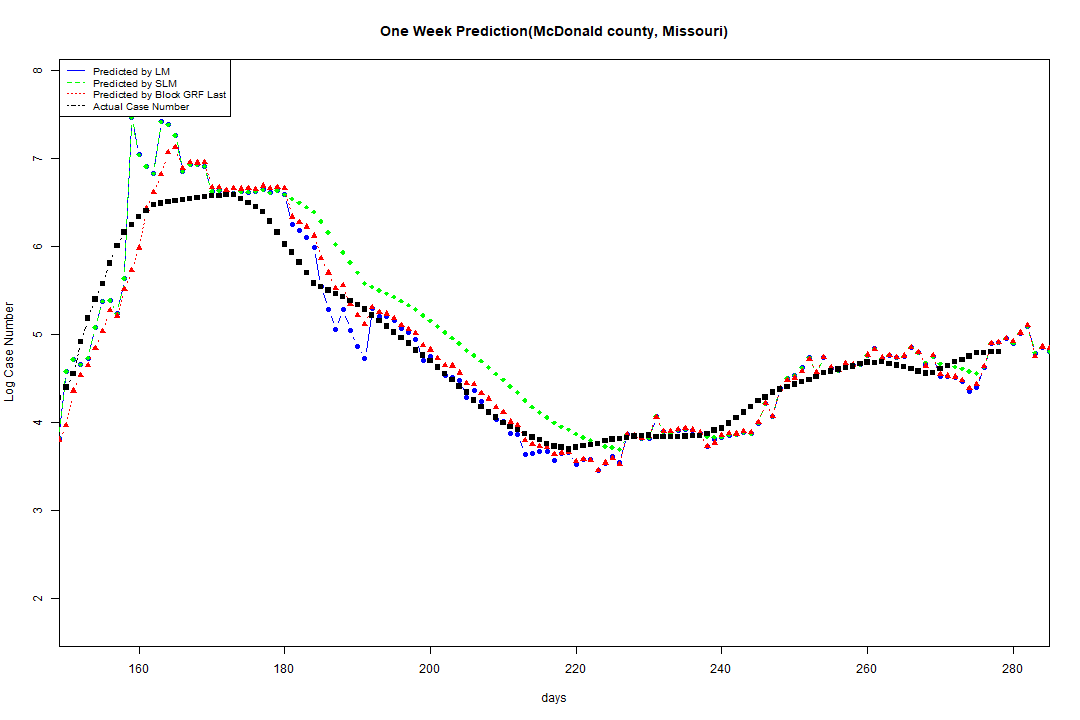 One Week Prediction(McDonald county, Missouri)
Predicted by LM
Predicted by SLM
Predicted by Block GRF Last
Actual Case Number
8
7
6
5
4
3
2
Log Case Number
160 180 200 220 240 260 280
days